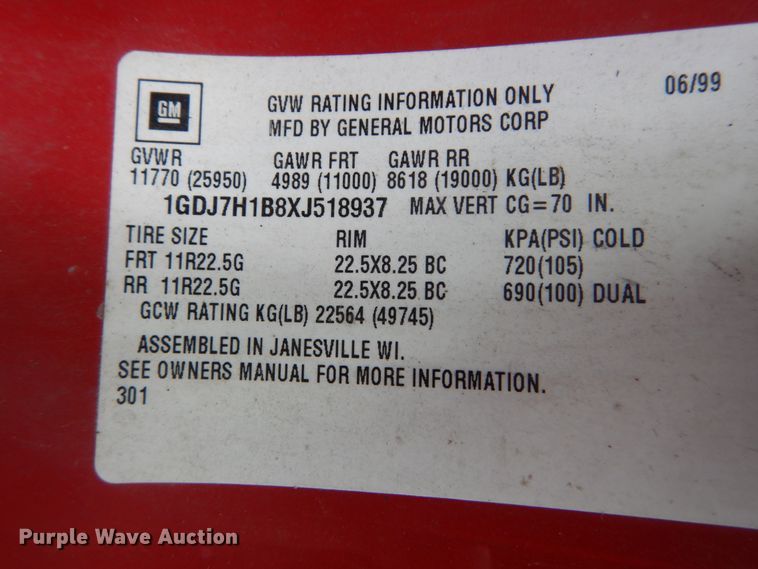 GM
GVW RATING INFORMATION ONLY 06/99
MFD BY GENERAL MOTORS CORP
GVWR GAWR FRT GAWR RR
11770 (25950) 4989 (11000) 8618 (19000) KG(LB)
1GDJ7H1B8XJ518937 MAX VERT CG=70 IN.
TIRE SIZE RIM KPA(PSI) COLD
FRT 11R22.5G 22.5X8.25 BC 720(105)
RR 11R22.5G 22.5X8.25 BC 690(100) DUAL
GCW RATING KG(LB) 22564 (49745)
ASSEMBLED IN JANESVILLE WI.
SEE OWNERS MANUAL FOR MORE INFORMATION.
301
Purple Wave Auction